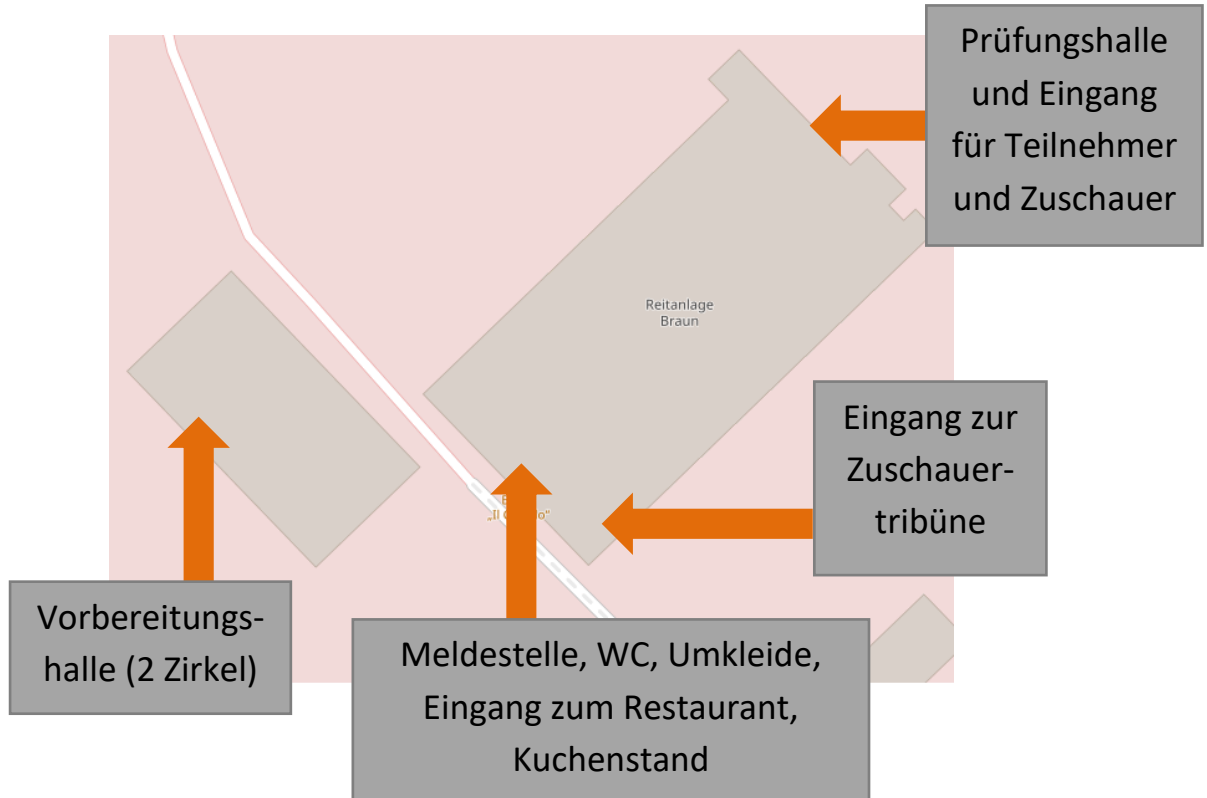 Prüfungshalle
und Eingang
für Teilnehmer
und Zuschauer
Reitanlage
Braun
Eingang zur
Zuschauer-
tribüne
„Il
Vorbereitungs-
halle (2 Zirkel)
Meldestelle, WC, Umkleide,
Eingang zum Restaurant,
Kuchenstand